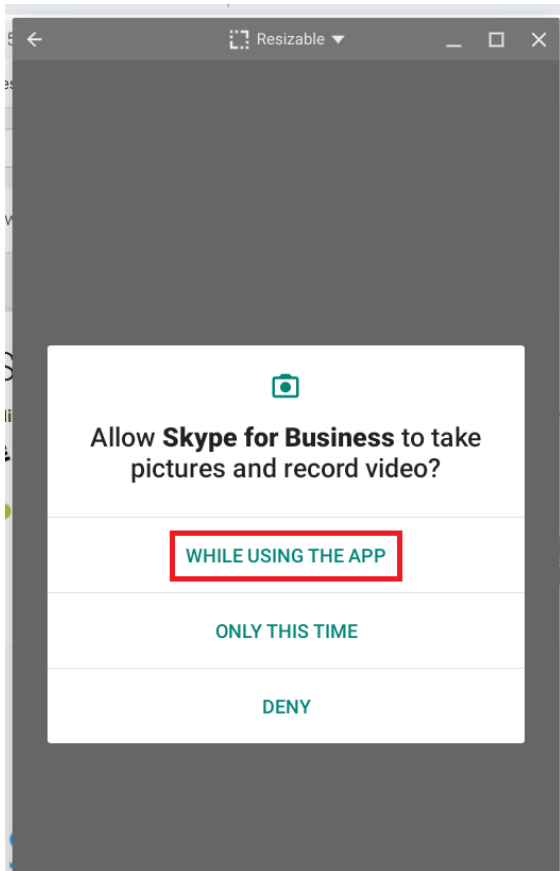 Resizable
Allow Skype for Business to take
pictures and record video?
WHILE USING THE APP
ONLY THIS TIME
DENY